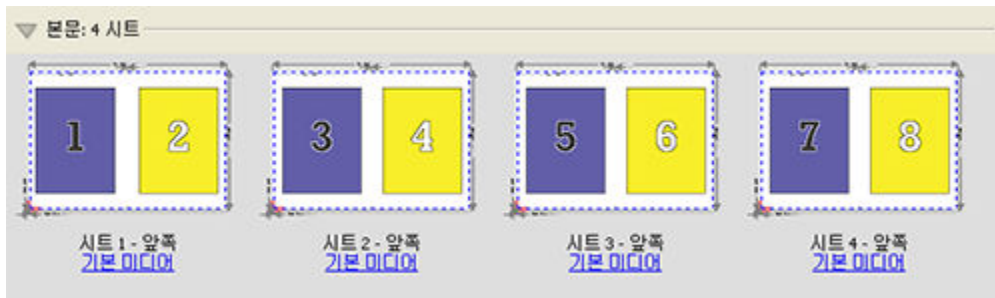 본문: 4 시트
1 2 3 4 5 6 7 8
시트 1 - 앞쪽 시트 2 - 앞쪽 시트 3 - 앞쪽 시트 4 - 앞쪽
기본 미디어 기본 미디어 기본 미디어 기본 미디어